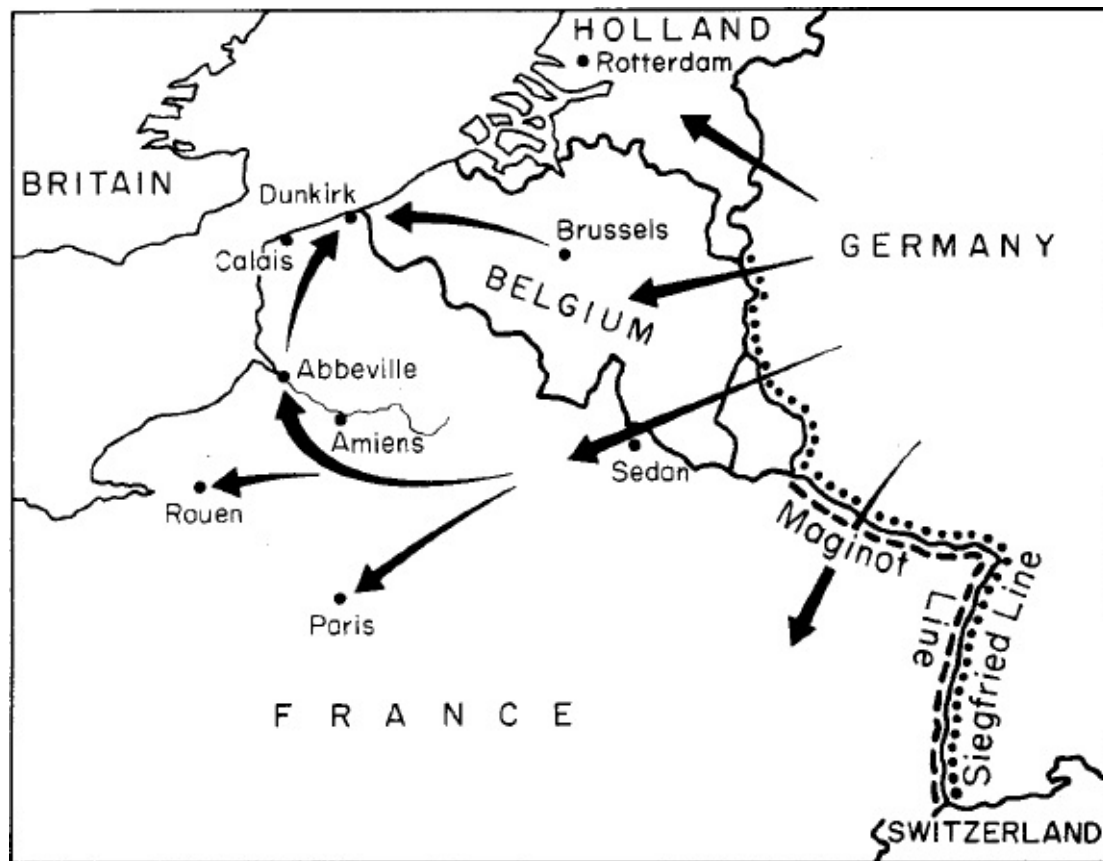 HOLLAND
Rotterdam
BRITAIN
Dunkirk
Calais
Brussels
GERMANY
BELGIUM
Abbeville
Amiens
Sedan
Rouen
Maginot
Line
Siegfried Line
Paris
FRANCE
SWITZERLAND